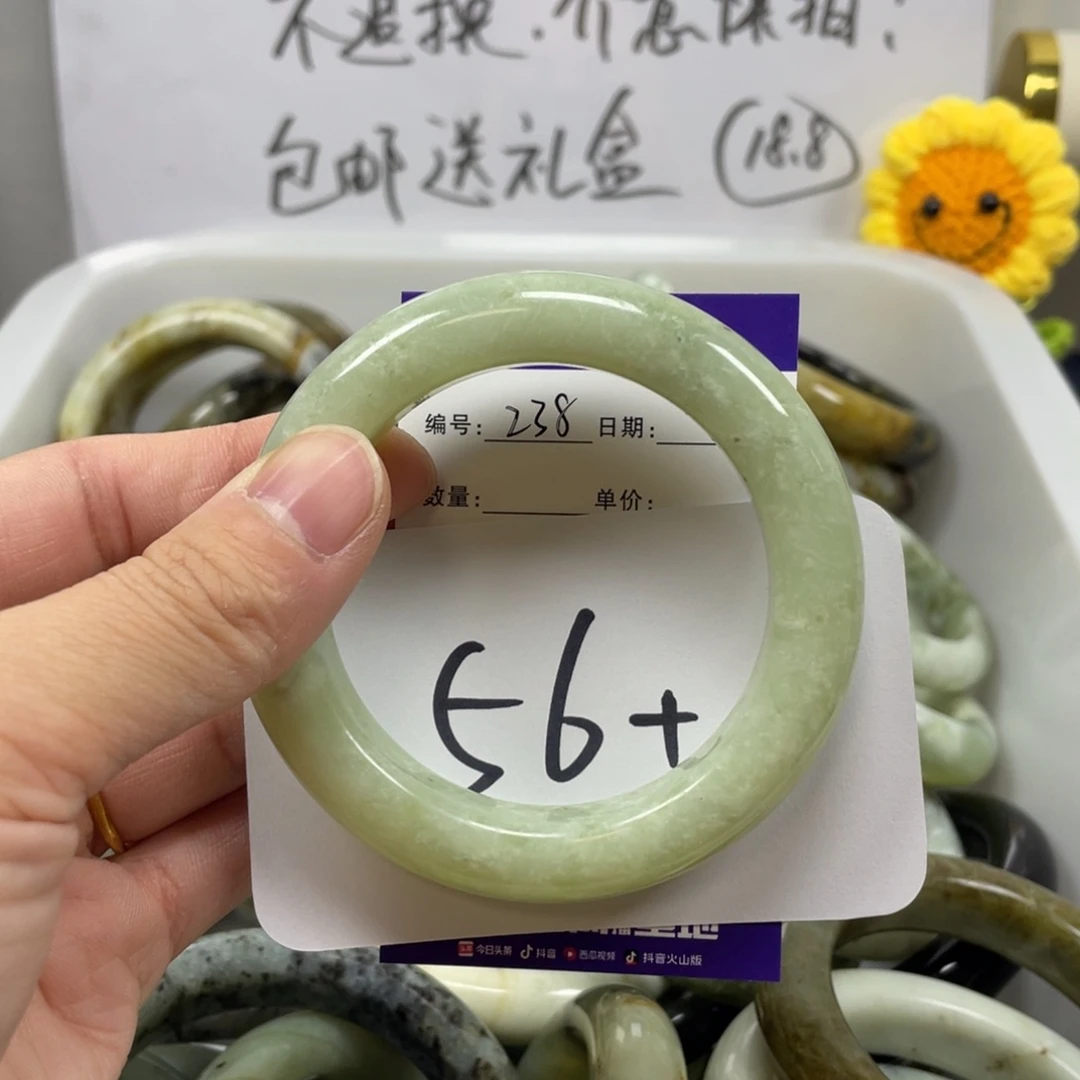 不退换.介意慎拍!
包邮送礼盒 18.8
编号: 238 日期:
数量: 单价:
56+
今日头条 抖音 西瓜视频 抖音火山版